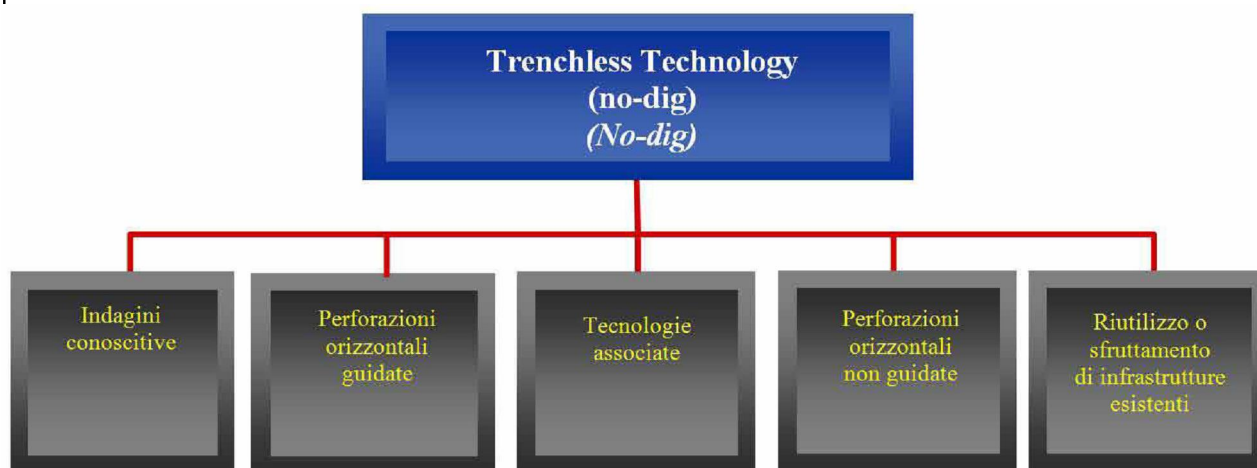 Trenchless Technology
(no-dig)
(No-dig)
Indagini
conoscitive
Perforazioni
orizzontali
guidate
Tecnologie
associate
Perforazioni
orizzontali
non guidate
Riutilizzo o
sfruttamento
di infrastrutture
esistenti